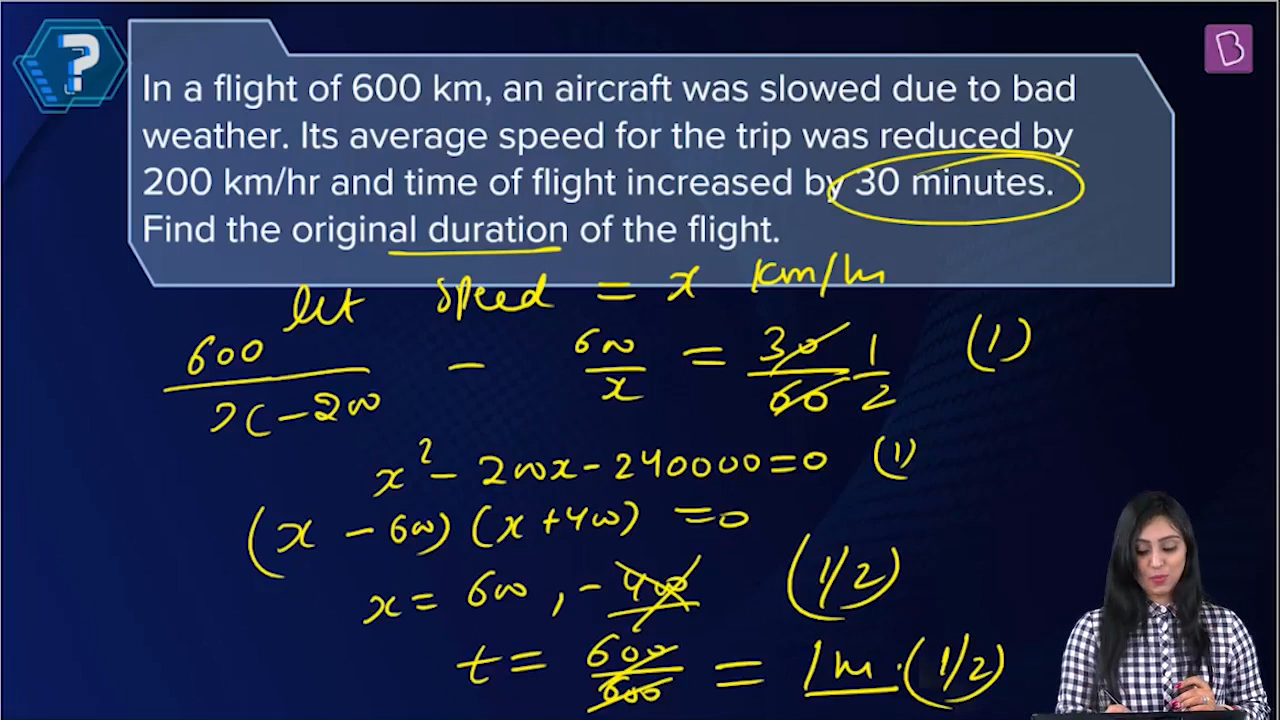 ?
B
In a flight of 600 km, an aircraft was slowed due to bad
weather. Its average speed for the trip was reduced by
200 km/hr and time of flight increased by 30 minutes.
Find the original duration of the flight.
let speed = x km/hr
600/x-200 - 600/x = 30/60 1/2 (1)
x² - 200x - 240000 = 0 (1)
(x - 600) (x + 400) = 0
x = 600, - 400 (1/2)
t = 600/600 = 1hr. (1/2)